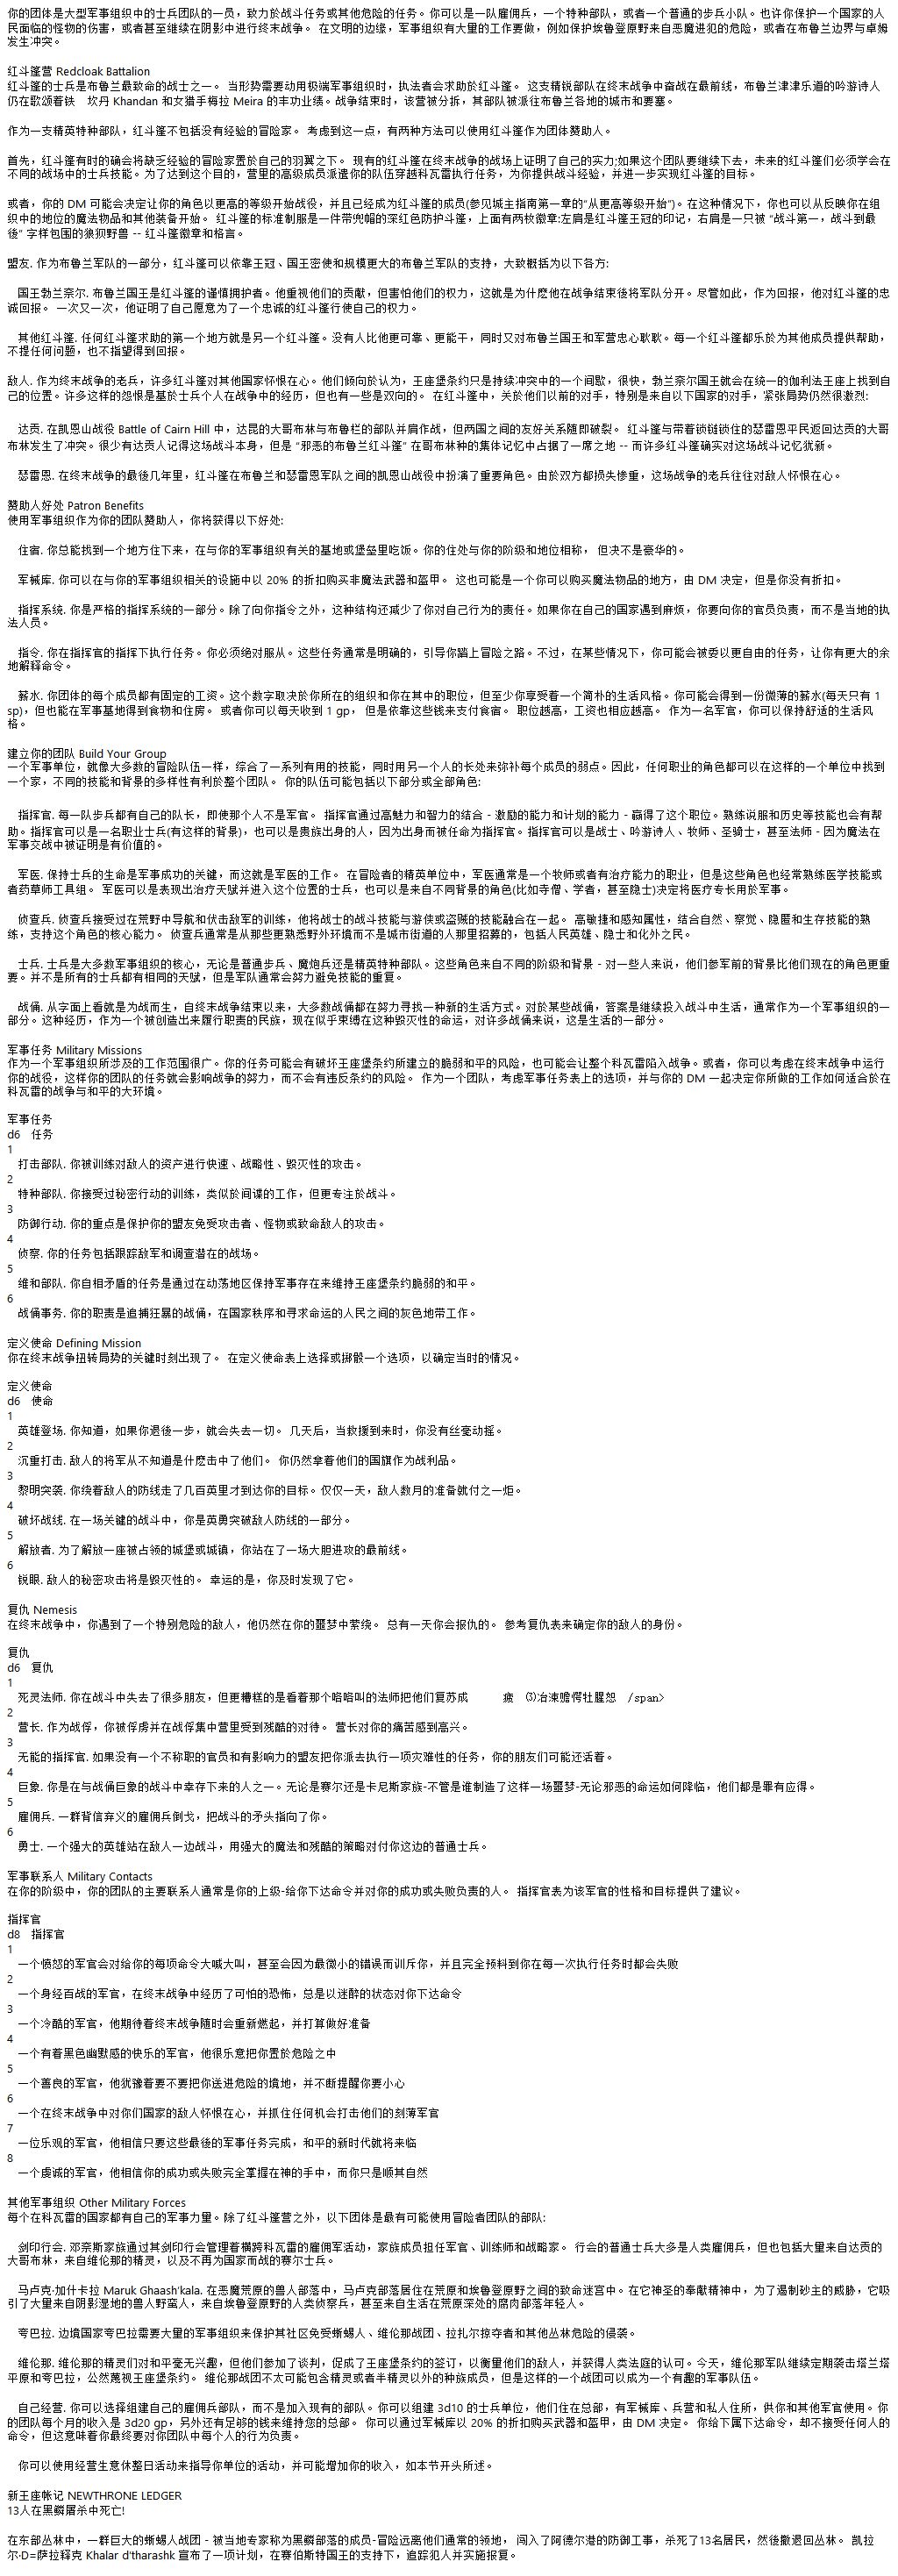 你的团体是大型军事组织中的士兵团队的一员，致力於战斗任务或其他危险的任务。你可以是一队雇佣兵，一个特种部队，或者一个普通的步兵小队。也许你保护一个国家的人
民面临的怪物的伤害，或者甚至继续在阴影中进行终末战争。 在文明的边缘，军事组织有大量的工作要做，例如保护埃鲁登原野来自恶魔进犯的危险，或者在布鲁兰边界与卓姆
发生冲突。
红斗篷营 Redcloak Battalion
红斗篷的士兵是布鲁兰最致命的战士之一。 当形势需要动用极端军事组织时，执法者会求助於红斗篷。 这支精锐部队在终末战争中奋战在最前线，布鲁兰津津乐道的吟游诗人
仍在歌颂着铁 坎丹 Khandan 和女猎手梅拉 Meira 的丰功业绩。战争结束时，该营被分拆，其部队被派往布鲁兰各地的城市和要塞。
作为一支精英特种部队，红斗篷不包括没有经验的冒险家。 考虑到这一点，有两种方法可以使用红斗篷作为团体赞助人。
首先，红斗篷有时的确会将缺乏经验的冒险家置於自己的羽翼之下。 现有的红斗篷在终末战争的战场上证明了自己的实力;如果这个团队要继续下去，未来的红斗篷们必须学会在
不同的战场中的士兵技能。为了达到这个目的，营里的高级成员派遣你的队伍穿越科瓦雷执行任务，为你提供战斗经验，并进一步实现红斗篷的目标。
或者，你的 DM 可能会决定让你的角色以更高的等级开始战役，并且已经成为红斗篷的成员(参见城主指南第一章的“从更高等级开始”)。在这种情况下，你也可以从反映你在组
织中的地位的魔法物品和其他装备开始。 红斗篷的标准制服是一件带兜帽的深红色防护斗篷，上面有两枚徽章:左肩是红斗篷王冠的印记，右肩是一只被 “战斗第一，战斗到最
後” 字样包围的狼狈野兽 -- 红斗篷徽章和格言。
盟友. 作为布鲁兰军队的一部分，红斗篷可以依靠王冠、国王密使和规模更大的布鲁兰军队的支持，大致概括为以下各方:
国王勃兰奈尔. 布鲁兰国王是红斗篷的谨慎拥护者。他重视他们的贡献，但害怕他们的权力，这就是为什麽他在战争结束後将军队分开。尽管如此，作为回报，他对红斗篷的忠
诚回报。 一次又一次，他证明了自己愿意为了一个忠诚的红斗篷行使自己的权力。
其他红斗篷. 任何红斗篷求助的第一个地方就是另一个红斗篷。没有人比他更可靠、更能干，同时又对布鲁兰国王和军营忠心耿耿。每一个红斗篷都乐於为其他成员提供帮助，
不提任何问题，也不指望得到回报。
敌人. 作为终末战争的老兵，许多红斗篷对其他国家怀恨在心。他们倾向於认为，王座堡条约只是持续冲突中的一个间歇，很快，勃兰奈尔国王就会在统一的伽利法王座上找到自
己的位置。许多这样的怨恨是基於士兵个人在战争中的经历，但也有一些是双向的。 在红斗篷中，关於他们以前的对手，特别是来自以下国家的对手，紧张局势仍然很激烈:
达贡. 在凯恩山战役 Battle of Cairn Hill 中，达昆的大哥布林与布鲁栏的部队并肩作战，但两国之间的友好关系随即破裂。 红斗篷与带着锁链锁住的瑟雷恩平民返回达贡的大哥
布林发生了冲突。很少有达贡人记得这场战斗本身，但是 “邪恶的布鲁兰红斗篷” 在哥布林种的集体记忆中占据了一席之地 -- 而许多红斗篷确实对这场战斗记忆犹新。
瑟雷恩. 在终末战争的最後几年里，红斗篷在布鲁兰和瑟雷恩军队之间的凯恩山战役中扮演了重要角色。由於双方都损失惨重，这场战争的老兵往往对敌人怀恨在心。
赞助人好处 Patron Benefits
使用军事组织作为你的团队赞助人，你将获得以下好处:
住宿. 你总能找到一个地方住下来，在与你的军事组织有关的基地或堡垒里吃饭。你的住处与你的阶级和地位相称， 但决不是豪华的。
军械库. 你可以在与你的军事组织相关的设施中以 20% 的折扣购买非魔法武器和盔甲。 这也可能是一个你可以购买魔法物品的地方，由 DM 决定，但是你没有折扣。
指挥系统. 你是严格的指挥系统的一部分。除了向你指令之外，这种结构还减少了你对自己行为的责任。如果你在自己的国家遇到麻烦，你要向你的官员负责，而不是当地的执
法人员。
指令. 你在指挥官的指挥下执行任务。你必须绝对服从。这些任务通常是明确的，引导你踏上冒险之路。不过，在某些情况下，你可能会被委以更自由的任务，让你有更大的余
地解释命令。
薪水. 你团体的每个成员都有固定的工资。这个数字取决於你所在的组织和你在其中的职位，但至少你享受着一个简朴的生活风格。你可能会得到一份微薄的薪水(每天只有 1
sp)，但也能在军事基地得到食物和住房。 或者你可以每天收到 1 gp， 但是依靠这些钱来支付食宿。 职位越高，工资也相应越高。 作为一名军官，你可以保持舒适的生活风
格。
建立你的团队 Build Your Group
一个军事单位，就像大多数的冒险队伍一样，综合了一系列有用的技能，同时用另一个人的长处来弥补每个成员的弱点。因此，任何职业的角色都可以在这样的一个单位中找到
一个家，不同的技能和背景的多样性有利於整个团队。 你的队伍可能包括以下部分或全部角色:
指挥官. 每一队步兵都有自己的队长，即使那个人不是军官。 指挥官通过高魅力和智力的结合 - 激励的能力和计划的能力 - 赢得了这个职位。熟练说服和历史等技能也会有帮
助。指挥官可以是一名职业士兵(有这样的背景)，也可以是贵族出身的人，因为出身而被任命为指挥官。指挥官可以是战士、吟游诗人、牧师、圣骑士，甚至法师 - 因为魔法在
军事交战中被证明是有价值的。
军医. 保持士兵的生命是军事成功的关键，而这就是军医的工作。 在冒险者的精英单位中，军医通常是一个牧师或者有治疗能力的职业，但是这些角色也经常熟练医学技能或
者药草师工具组。 军医可以是表现出治疗天赋并进入这个位置的士兵，也可以是来自不同背景的角色(比如寺僧、学者，甚至隐士)决定将医疗专长用於军事。
侦查兵. 侦查兵接受过在荒野中导航和伏击敌军的训练，他将战士的战斗技能与游侠或盗贼的技能融合在一起。 高敏捷和感知属性，结合自然、察觉、隐匿和生存技能的熟
练，支持这个角色的核心能力。 侦查兵通常是从那些更熟悉野外环境而不是城市街道的人那里招募的，包括人民英雄、隐士和化外之民。
士兵. 士兵是大多数军事组织的核心，无论是普通步兵、魔炮兵还是精英特种部队。这些角色来自不同的阶级和背景 - 对一些人来说，他们参军前的背景比他们现在的角色更重
要。并不是所有的士兵都有相同的天赋，但是军队通常会努力避免技能的重复。
战俑. 从字面上看就是为战而生，自终末战争结束以来，大多数战俑都在努力寻找一种新的生活方式。对於某些战俑，答案是继续投入战斗中生活，通常作为一个军事组织的一
部分。这种经历，作为一个被创造出来履行职责的民族，现在似乎束缚在这种毁灭性的命运，对许多战俑来说，这是生活的一部分。
军事任务 Military Missions
作为一个军事组织所涉及的工作范围很广。你的任务可能会有破坏王座堡条约所建立的脆弱和平的风险，也可能会让整个科瓦雷陷入战争。或者，你可以考虑在终末战争中运行
你的战役，这样你的团队的任务就会影响战争的努力，而不会有违反条约的风险。 作为一个团队，考虑军事任务表上的选项，并与你的 DM 一起决定你所做的工作如何适合於在
科瓦雷的战争与和平的大环境。
军事任务
d6 任务
1
打击部队. 你被训练对敌人的资产进行快速、战略性、毁灭性的攻击。
2
特种部队. 你接受过秘密行动的训练，类似於间谍的工作，但更专注於战斗。
3
防御行动. 你的重点是保护你的盟友免受攻击者、怪物或致命敌人的攻击。
4
侦察. 你的任务包括跟踪敌军和调查潜在的战场。
5
维和部队. 你自相矛盾的任务是通过在动荡地区保持军事存在来维持王座堡条约脆弱的和平。
6
战俑事务. 你的职责是追捕狂暴的战俑，在国家秩序和寻求命运的人民之间的灰色地带工作。
定义使命 Defining Mission
你在终末战争扭转局势的关键时刻出现了。 在定义使命表上选择或掷骰一个选项，以确定当时的情况。
定义使命
d6 使命
1
英雄登场. 你知道，如果你退後一步，就会失去一切。 几天后，当救援到来时，你没有丝毫动摇。
2
沉重打击. 敌人的将军从不知道是什麽击中了他们。 你仍然拿着他们的国旗作为战利品。
3
黎明突袭. 你绕着敌人的防线走了几百英里才到达你的目标。仅仅一天，敌人数月的准备就付之一炬。
4
破坏战线. 在一场关键的战斗中，你是英勇突破敌人防线的一部分。
5
解放者. 为了解放一座被占领的城堡或城镇，你站在了一场大胆进攻的最前线。
6
锐眼. 敌人的秘密攻击将是毁灭性的。 幸运的是，你及时发现了它。
复仇 Nemesis
在终末战争中，你遇到了一个特别危险的敌人，他仍然在你的噩梦中萦绕。 总有一天你会报仇的。 参考复仇表来确定你的敌人的身份。
复仇
d6 复仇
1
死灵法师. 你在战斗中失去了很多朋友，但更糟糕的是看着那个咯咯叫的法师把他们复苏成 /span>
2
营长. 作为战俘，你被俘虏并在战俘集中营里受到残酷的对待。 营长对你的痛苦感到高兴。
3
无能的指挥官. 如果没有一个不称职的官员和有影响力的盟友把你派去执行一项灾难性的任务，你的朋友们可能还活着。
4
巨象. 你是在与战俑巨象的战斗中幸存下来的人之一。无论是赛尔还是卡尼斯家族-不管是谁制造了这样一场噩梦-无论邪恶的命运如何降临，他们都是罪有应得。
5
雇佣兵. 一群背信弃义的雇佣兵倒戈，把战斗的矛头指向了你。
6
勇士. 一个强大的英雄站在敌人一边战斗，用强大的魔法和残酷的策略对付你这边的普通士兵。
军事联系人 Military Contacts
在你的阶级中，你的团队的主要联系人通常是你的上级-给你下达命令并对你的成功或失败负责的人。 指挥官表为该军官的性格和目标提供了建议。
指挥官
d8 指挥官
1
一个愤怒的军官会对给你的每项命令大喊大叫，甚至会因为最微小的错误而训斥你，并且完全预料到你在每一次执行任务时都会失败
2
一个身经百战的军官，在终末战争中经历了可怕的恐怖，总是以迷醉的状态对你下达命令
3
一个冷酷的军官，他期待着终末战争随时会重新燃起，并打算做好准备
4
一个有着黑色幽默感的快乐的军官，他很乐意把你置於危险之中
5
一个善良的军官，他犹豫着要不要把你送进危险的境地，并不断提醒你要小心
6
一个在终末战争中对你们国家的敌人怀恨在心，并抓住任何机会打击他们的刻薄军官
7
一位乐观的军官，他相信只要这些最後的军事任务完成，和平的新时代就将来临
8
一个虔诚的军官，他相信你的成功或失败完全掌握在神的手中，而你只是顺其自然
其他军事组织 Other Military Forces
每个在科瓦雷的国家都有自己的军事力量。除了红斗篷营之外，以下团体是最有可能使用冒险者团队的部队:
剑印行会. 邓奈斯家族通过其剑印行会管理着横跨科瓦雷的雇佣军活动，家族成员担任军官、训练师和战略家。 行会的普通士兵大多是人类雇佣兵，但也包括大量来自达贡的
大哥布林，来自维伦那的精灵，以及不再为国家而战的赛尔士兵。
马卢克·加什卡拉 Maruk Ghaash'kala. 在恶魔荒原的兽人部落中，马卢克部落居住在荒原和埃鲁登原野之间的致命迷宫中。在它神圣的奉献精神中，为了遏制砂主的威胁，它吸
引了大量来自阴影湿地的兽人野蛮人，来自埃鲁登原野的人类侦察兵，甚至来自生活在荒原深处的腐肉部落年轻人。
夸巴拉. 边境国家夸巴拉需要大量的军事组织来保护其社区免受蜥蜴人、维伦那战团、拉扎尔掠夺者和其他丛林危险的侵袭。
维伦那. 维伦那的精灵们对和平毫无兴趣，但他们参加了谈判，促成了王座堡条约的签订，以衡量他们的敌人，并获得人类法庭的认可。今天，维伦那军队继续定期袭击塔兰塔
平原和夸巴拉，公然蔑视王座堡条约。 维伦那战团不太可能包含精灵或者半精灵以外的种族成员，但是这样的一个战团可以成为一个有趣的军事队伍。
自己经营. 你可以选择组建自己的雇佣兵部队，而不是加入现有的部队。你可以组建 3d10 的士兵单位，他们住在总部，有军械库、兵营和私人住所，供你和其他军官使用。你
的团队每个月的收入是 3d20 gp，另外还有足够的钱来维持您的总部。 你可以通过军械库以 20% 的折扣购买武器和盔甲，由 DM 决定。 你给下属下达命令，却不接受任何人的
命令，但这意味着你最终要对你团队中每个人的行为负责。
你可以使用经营生意休整日活动来指导你单位的活动，并可能增加你的收入，如本节开头所述。
新王座帐记 NEWTHRONE LEDGER
13人在黑鳞屠杀中死亡!
在东部丛林中，一群巨大的蜥蜴人战团 - 被当地专家称为黑鳞部落的成员-冒险远离他们通常的领地， 闯入了阿德尔港的防御工事，杀死了13名居民，然後撤退回丛林。 凯拉
尔·D=萨拉释克 Khalar d'tharashk 宣布了一项计划，在赛伯斯特国王的支持下，追踪犯人并实施报复。